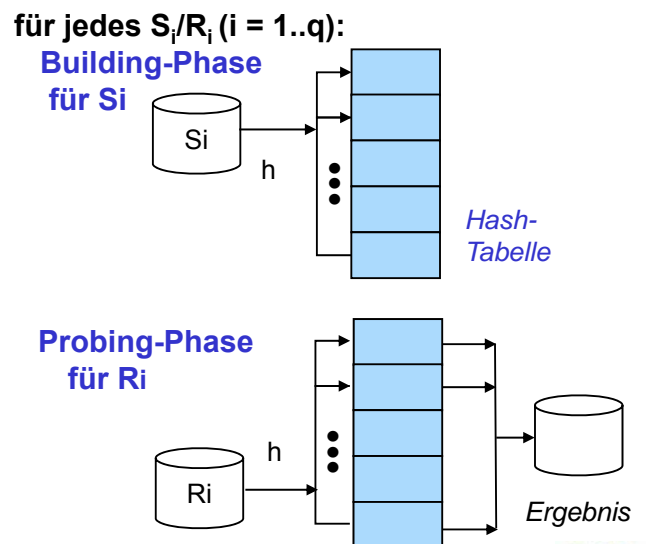 für jedes Si/Ri (i = 1..q):
Building-Phase
für Si
Si
h
Hash-
Tabelle
Probing-Phase
für Ri
h
Ri
Ergebnis